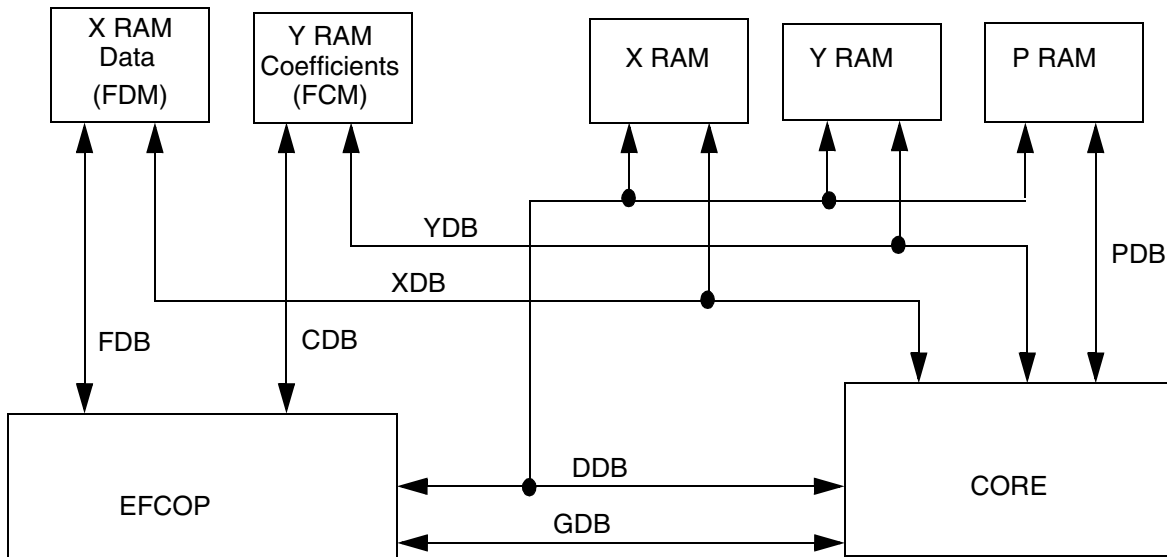 X RAM
Data
(FDM)
Y RAM
Coefficients
(FCM)
X RAM
Y RAM
P RAM
YDB
PDB
XDB
FDB
CDB
DDB
EFCOP
CORE
GDB